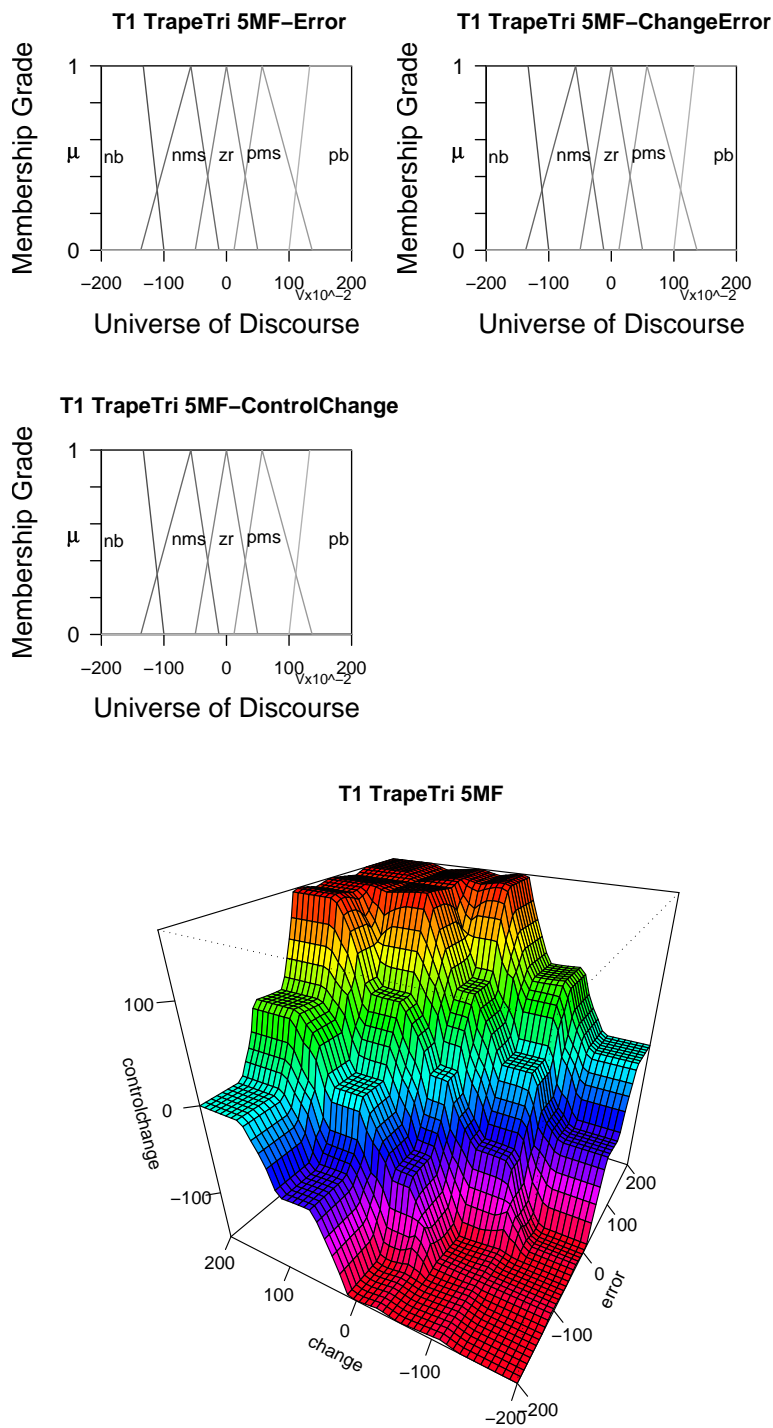 T1 TrapeTri 5MF−Error
Membership Grade
μ
1
0
nb
nms
zr
pms
pb
−200 −100 0 100 200
Vx10^−2
Universe of Discourse
T1 TrapeTri 5MF−ChangeError
Membership Grade
μ
1
0
nb
nms
zr
pms
pb
−200 −100 0 100 200
Vx10^−2
Universe of Discourse
T1 TrapeTri 5MF−ControlChange
Membership Grade
μ
1
0
nb
nms
zr
pms
pb
−200 −100 0 100 200
Vx10^−2
Universe of Discourse
T1 TrapeTri 5MF
controlchange
100
0
−100
change
200
100
0
−100
−200
error
−200
−100
0
100
200